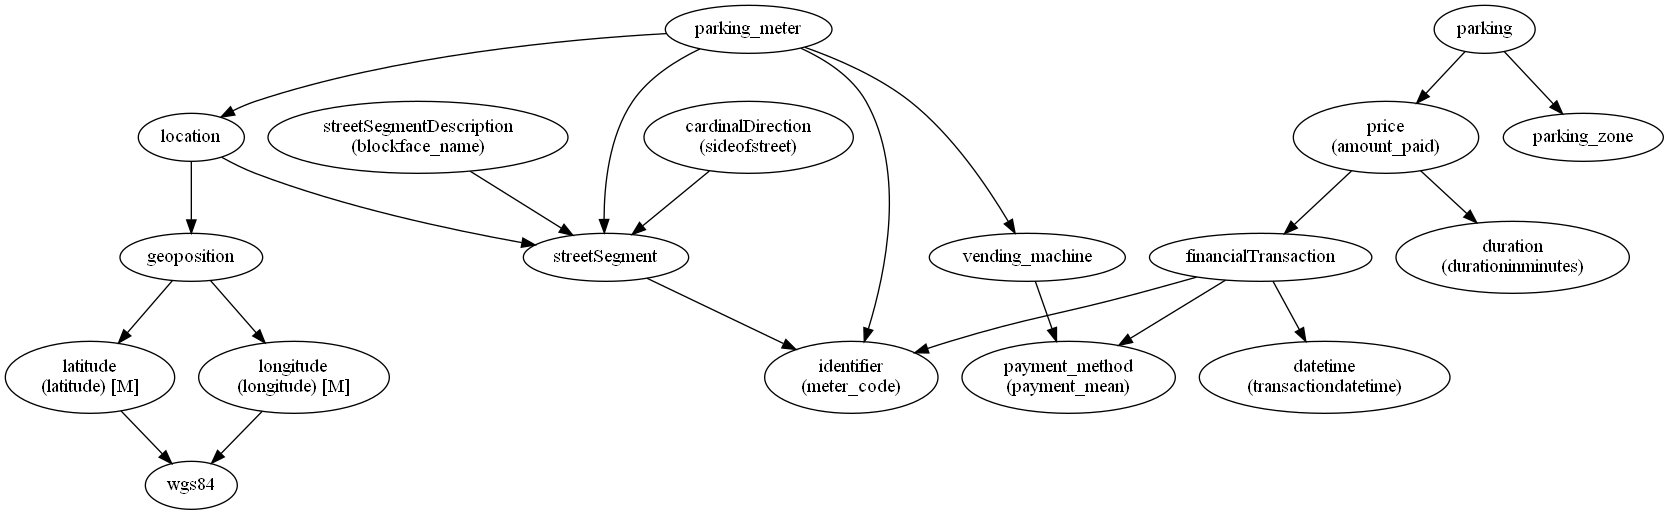 parking_meter
parking
location
streetSegmentDescription
(blockface_name)
cardinalDirection
(sideofstreet)
price
(amount_paid)
parking_zone
geoposition
streetSegment
vending_machine
financialTransaction
duration
(durationinminutes)
latitude
(latitude) [M]
longitude
(longitude) [M]
identifier
(meter_code)
payment_method
(payment_mean)
datetime
(transactiondatetime)
wgs84